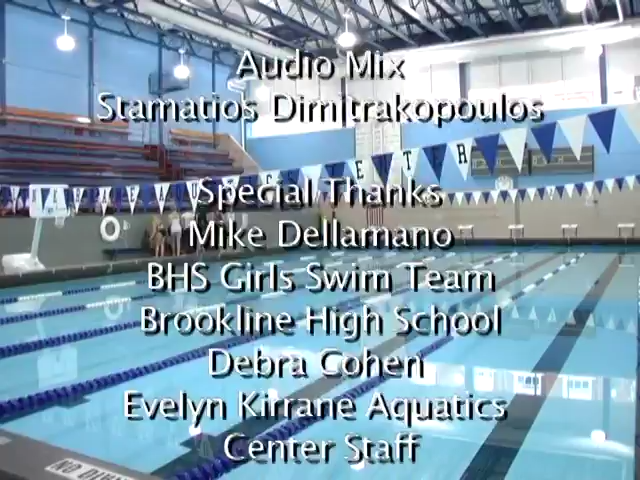 Audio Mix
Stamatios Dimitrakopoulos
Special Thanks
Mike Dellamano
BHS Girls Swim Team
Brookline High School
Debra Cohen
Evelyn Kirrane Aquatics
Center Staff